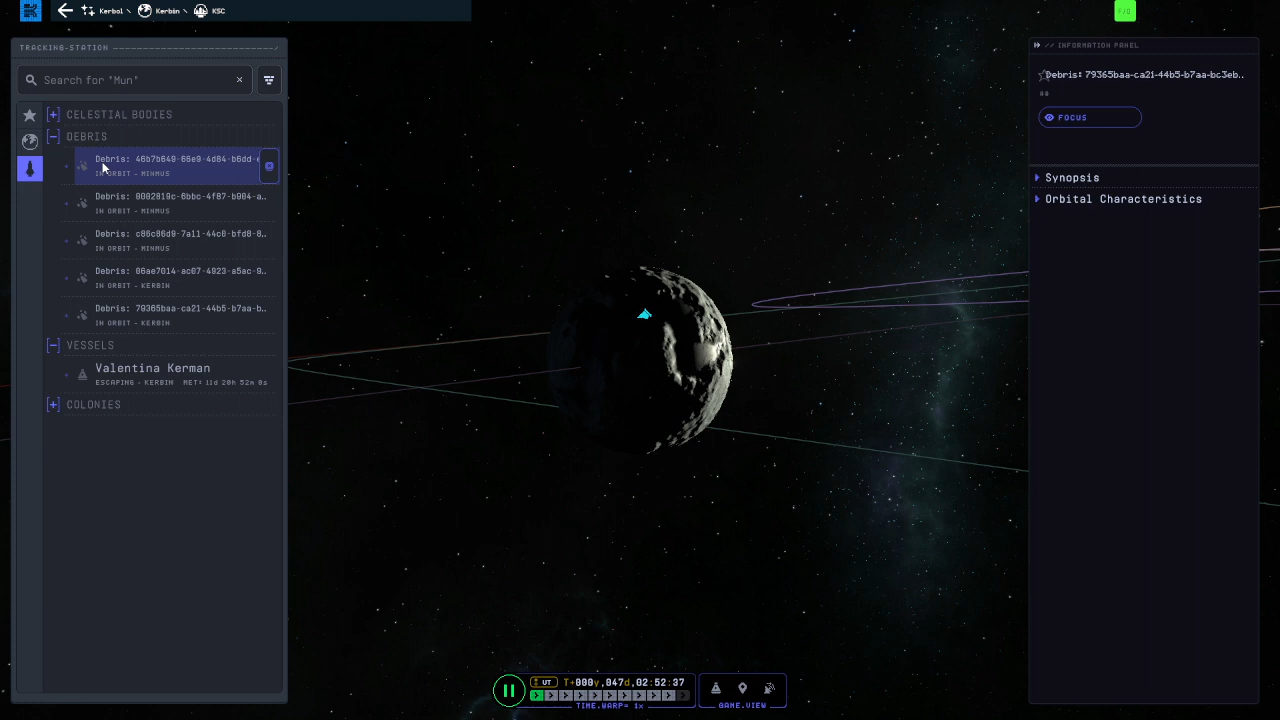 Kerbol \ Kerbin \ KSC
F/O
TRACKING-STATION
Search for "Mun"
[+] CELESTIAL BODIES
[-] DEBRIS
Debris: 46b7b649-66e9-4d84-b6dd-
IN ORBIT - MINMUS
Debris: 0002819c-6bbc-4f87-b904-a..
IN ORBIT - MINMUS
Debris: c86c86d9-7a11-44c0-bfd8-8..
IN ORBIT - MINMUS
Debris: 06ae7014-ac07-4923-a5ac-9..
IN ORBIT - KERBIN
Debris: 79365baa-ca21-44b5-b7aa-b..
IN ORBIT - KERBIN
[-] VESSELS
Valentina Kerman
ESCAPING - KERBIN MET: 11d 20h 52m 0s
[+] COLONIES
// INFORMATION PANEL
Debris: 79365baa-ca21-44b5-b7aa-bc3eb..
FOCUS
Synopsis
Orbital Characteristics
UT T+000y,047d,02:52:37
TIME.WARP= 1x
GAME.VIEW